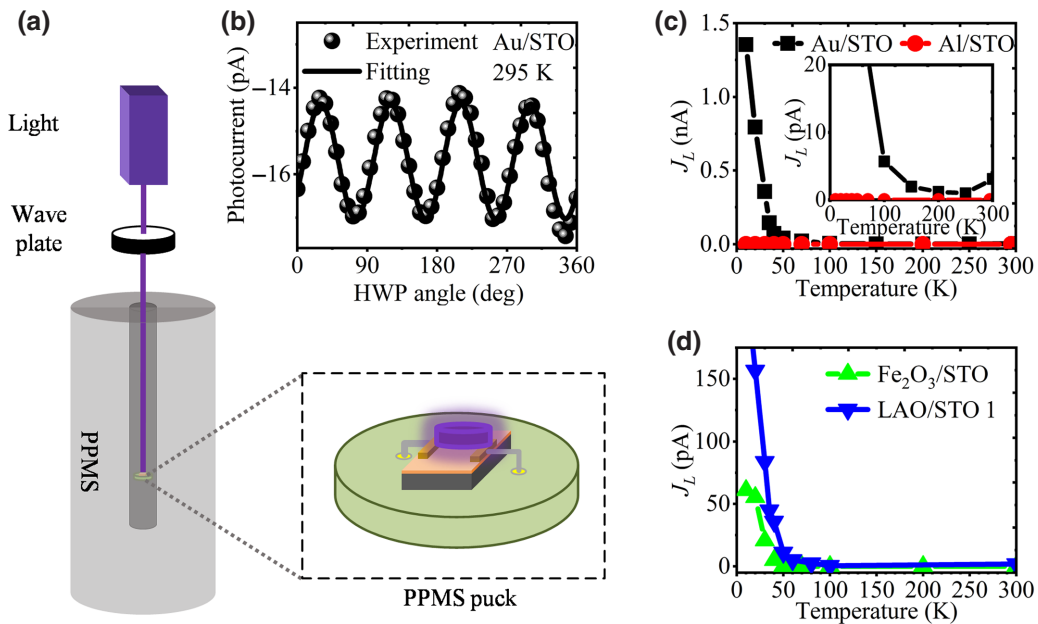 (a)
Light
Wave
plate
PPMS
PPMS puck
(b)
Experiment Au/STO
Fitting 295 K
Photocurrent (pA)
−14
−16
0 90 180 270 360
HWP angle (deg)
(c)
Au/STO Al/STO
J_L (nA)
1.5
1.0
0.5
0.0
0 50 100 150 200 250 300
Temperature (K)
J_L (pA)
20
10
0
0 100 200 300
Temperature (K)
(d)
Fe₂O₃/STO
LAO/STO 1
J_L (pA)
150
100
50
0
0 50 100 150 200 250 300
Temperature (K)